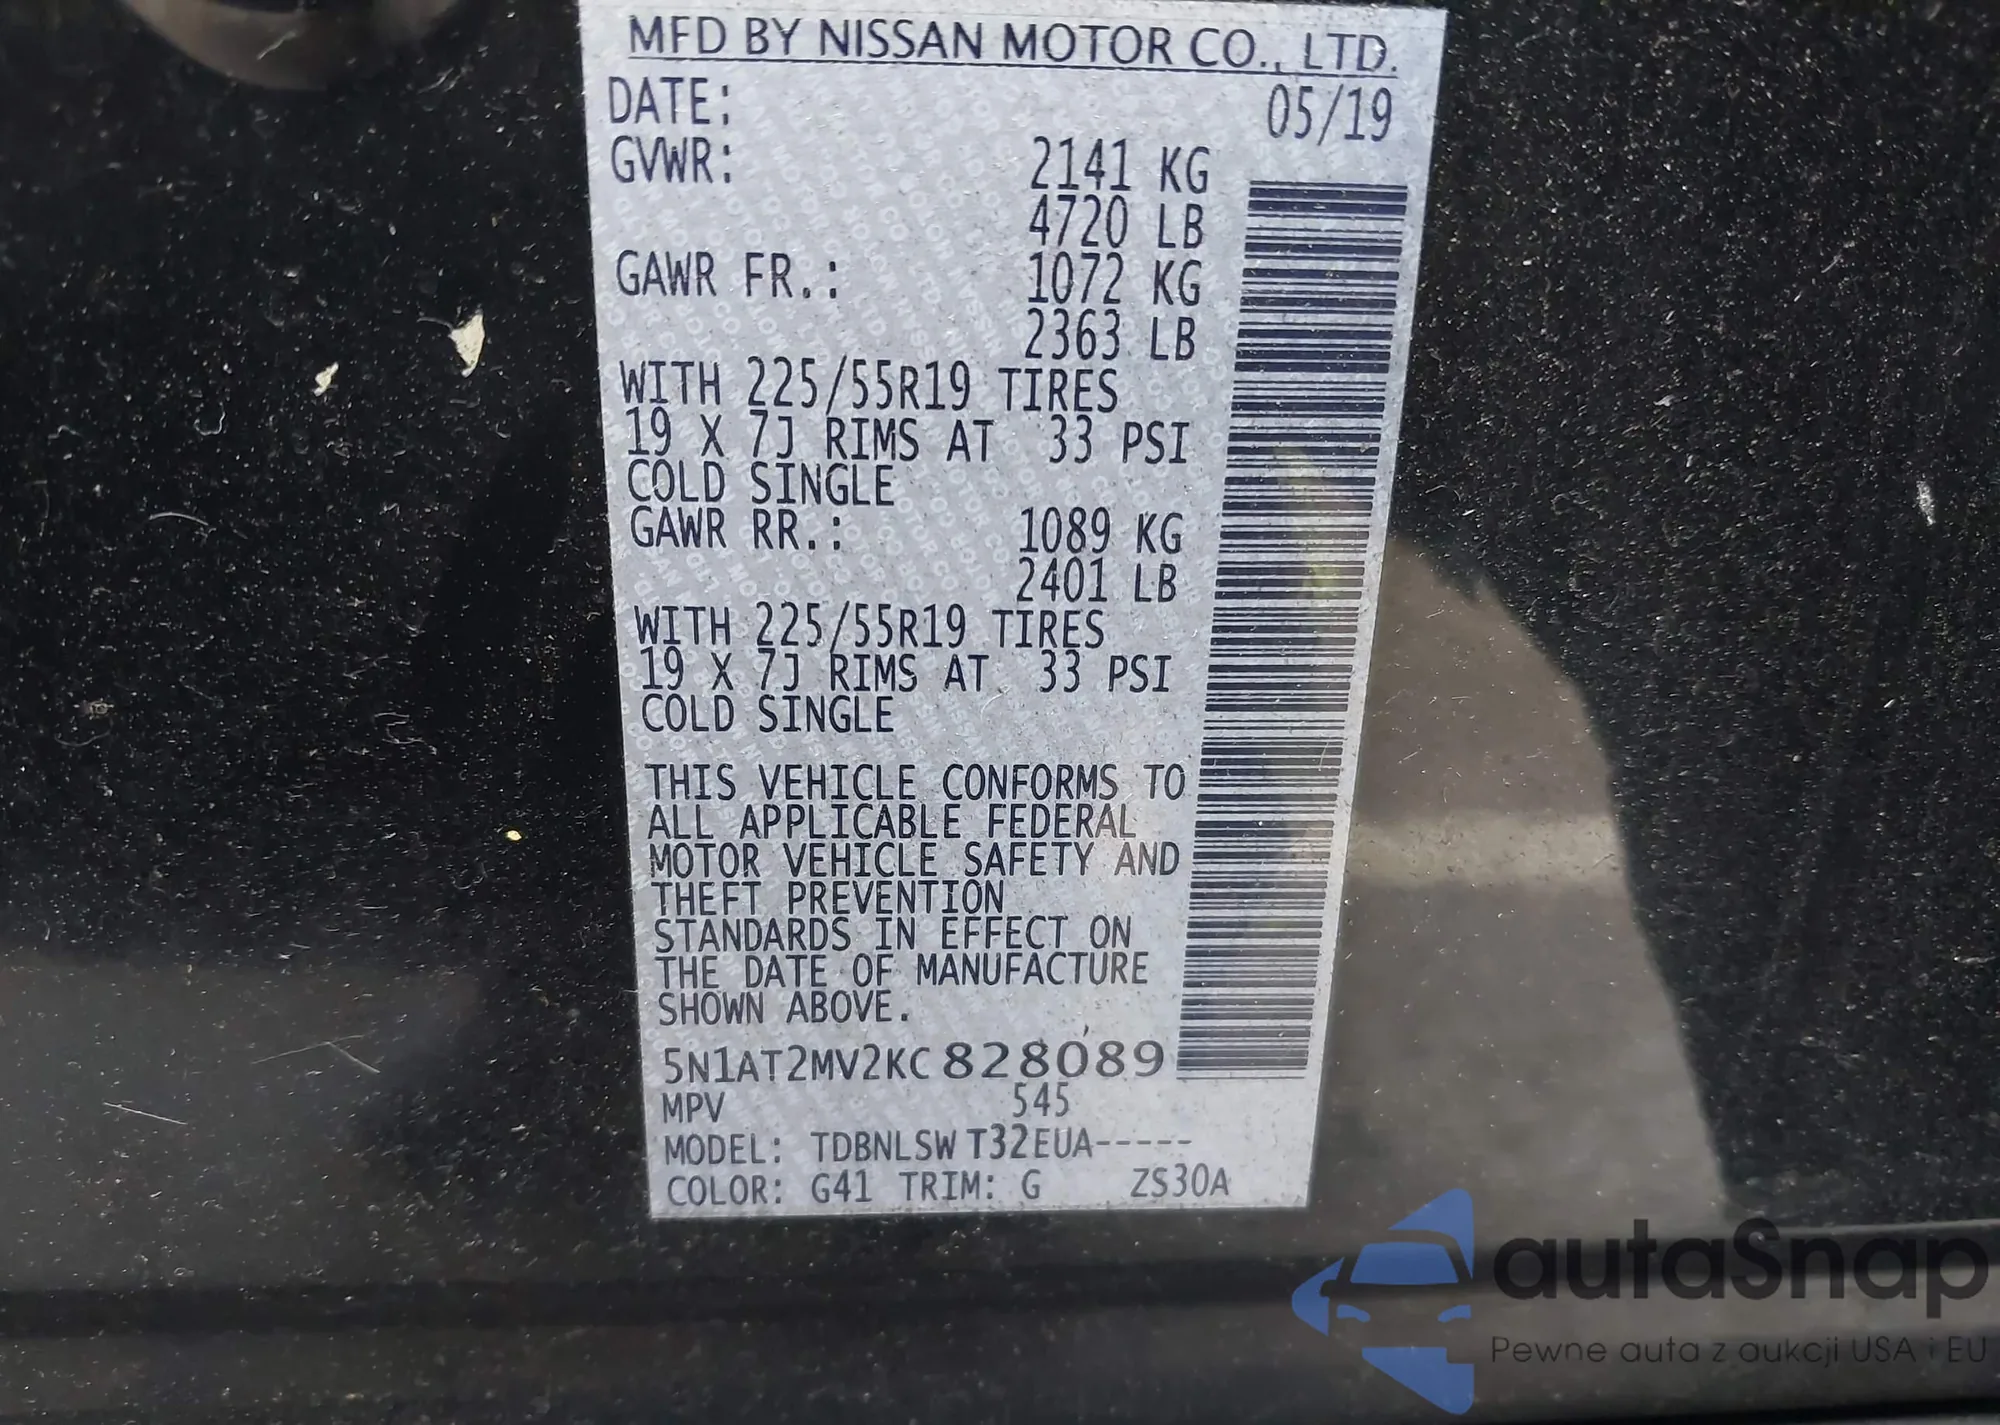 MFD BY NISSAN MOTOR CO., LTD.
DATE: 05/19
GVWR: 2141 KG
4720 LB
GAWR FR.: 1072 KG
2363 LB
WITH 225/55R19 TIRES
19 X 7J RIMS AT 33 PSI
COLD SINGLE
GAWR RR.: 1089 KG
2401 LB
WITH 225/55R19 TIRES
19 X 7J RIMS AT 33 PSI
COLD SINGLE
THIS VEHICLE CONFORMS TO
ALL APPLICABLE FEDERAL
MOTOR VEHICLE SAFETY AND
THEFT PREVENTION
STANDARDS IN EFFECT ON
THE DATE OF MANUFACTURE
SHOWN ABOVE.
5N1AT2MV2KC828089
MPV 545
MODEL: TDBNLSW T32EUA-----
COLOR: G41 TRIM: G ZS30A
autaSnap
Pewne auta z aukcji USA i EU